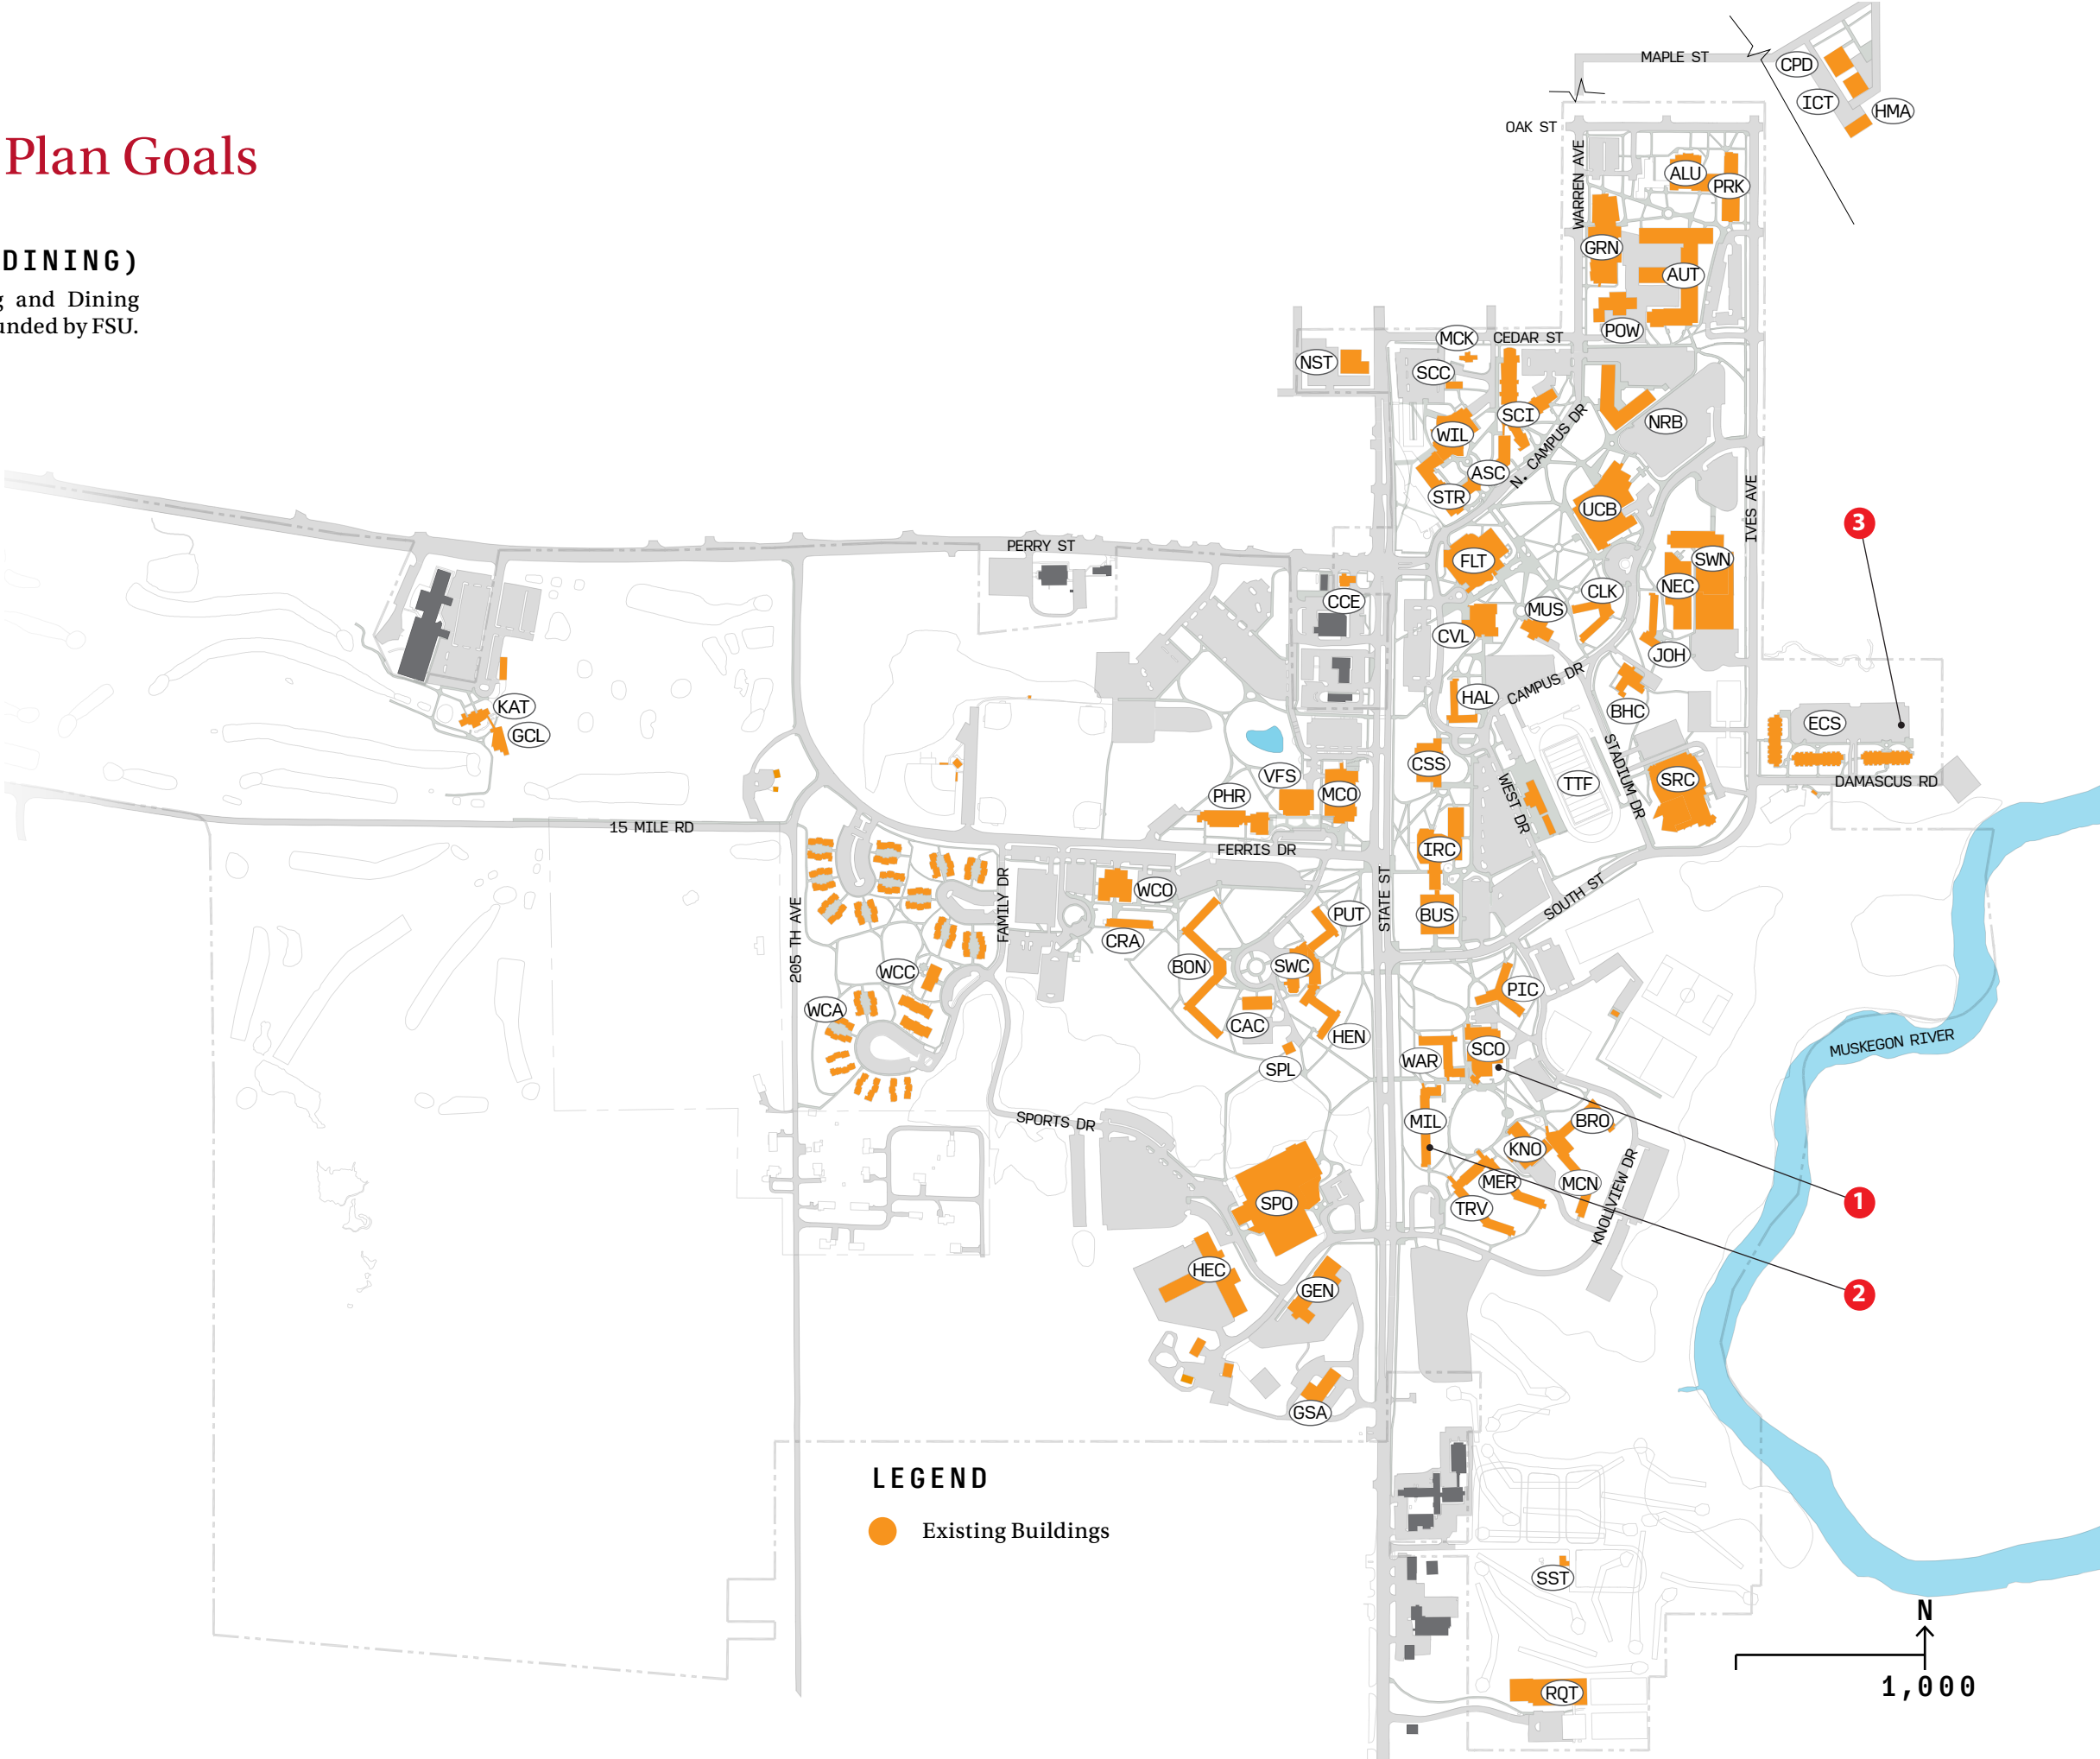 Plan Goals
DINING)
g and Dining
unded by FSU.
MAPLE ST
CPD
ICT
HMA
OAK ST
WARREN AVE
ALU
PRK
GRN
AUT
POW
MCK
CEDAR ST
NST
SCC
SCI
NRB
WIL
N. CAMPUS DR
ASC
STR
UCB
IVES AVE
3
PERRY ST
FLT
SWN
NEC
CLK
CCE
MUS
CVL
JOH
CAMPUS DR
HAL
BHC
KAT
GCL
ECS
CSS
STADIUM DR
VFS
MCO
PHR
WEST DR
TTF
SRC
DAMASCUS RD
15 MILE RD
FERRIS DR
IRC
WCO
STATE ST
SOUTH ST
FAMILY DR
PUT
BUS
205 TH AVE
CRA
BON
SWC
WCC
PIC
WCA
CAC
HEN
SCO
WAR
MUSKEGON RIVER
SPL
SPORTS DR
MIL
BRO
KNO
MER
MCN
KNOLLVIEW DR
TRV
SPO
1
HEC
GEN
2
GSA
LEGEND
Existing Buildings
SST
N
1,000
RQT